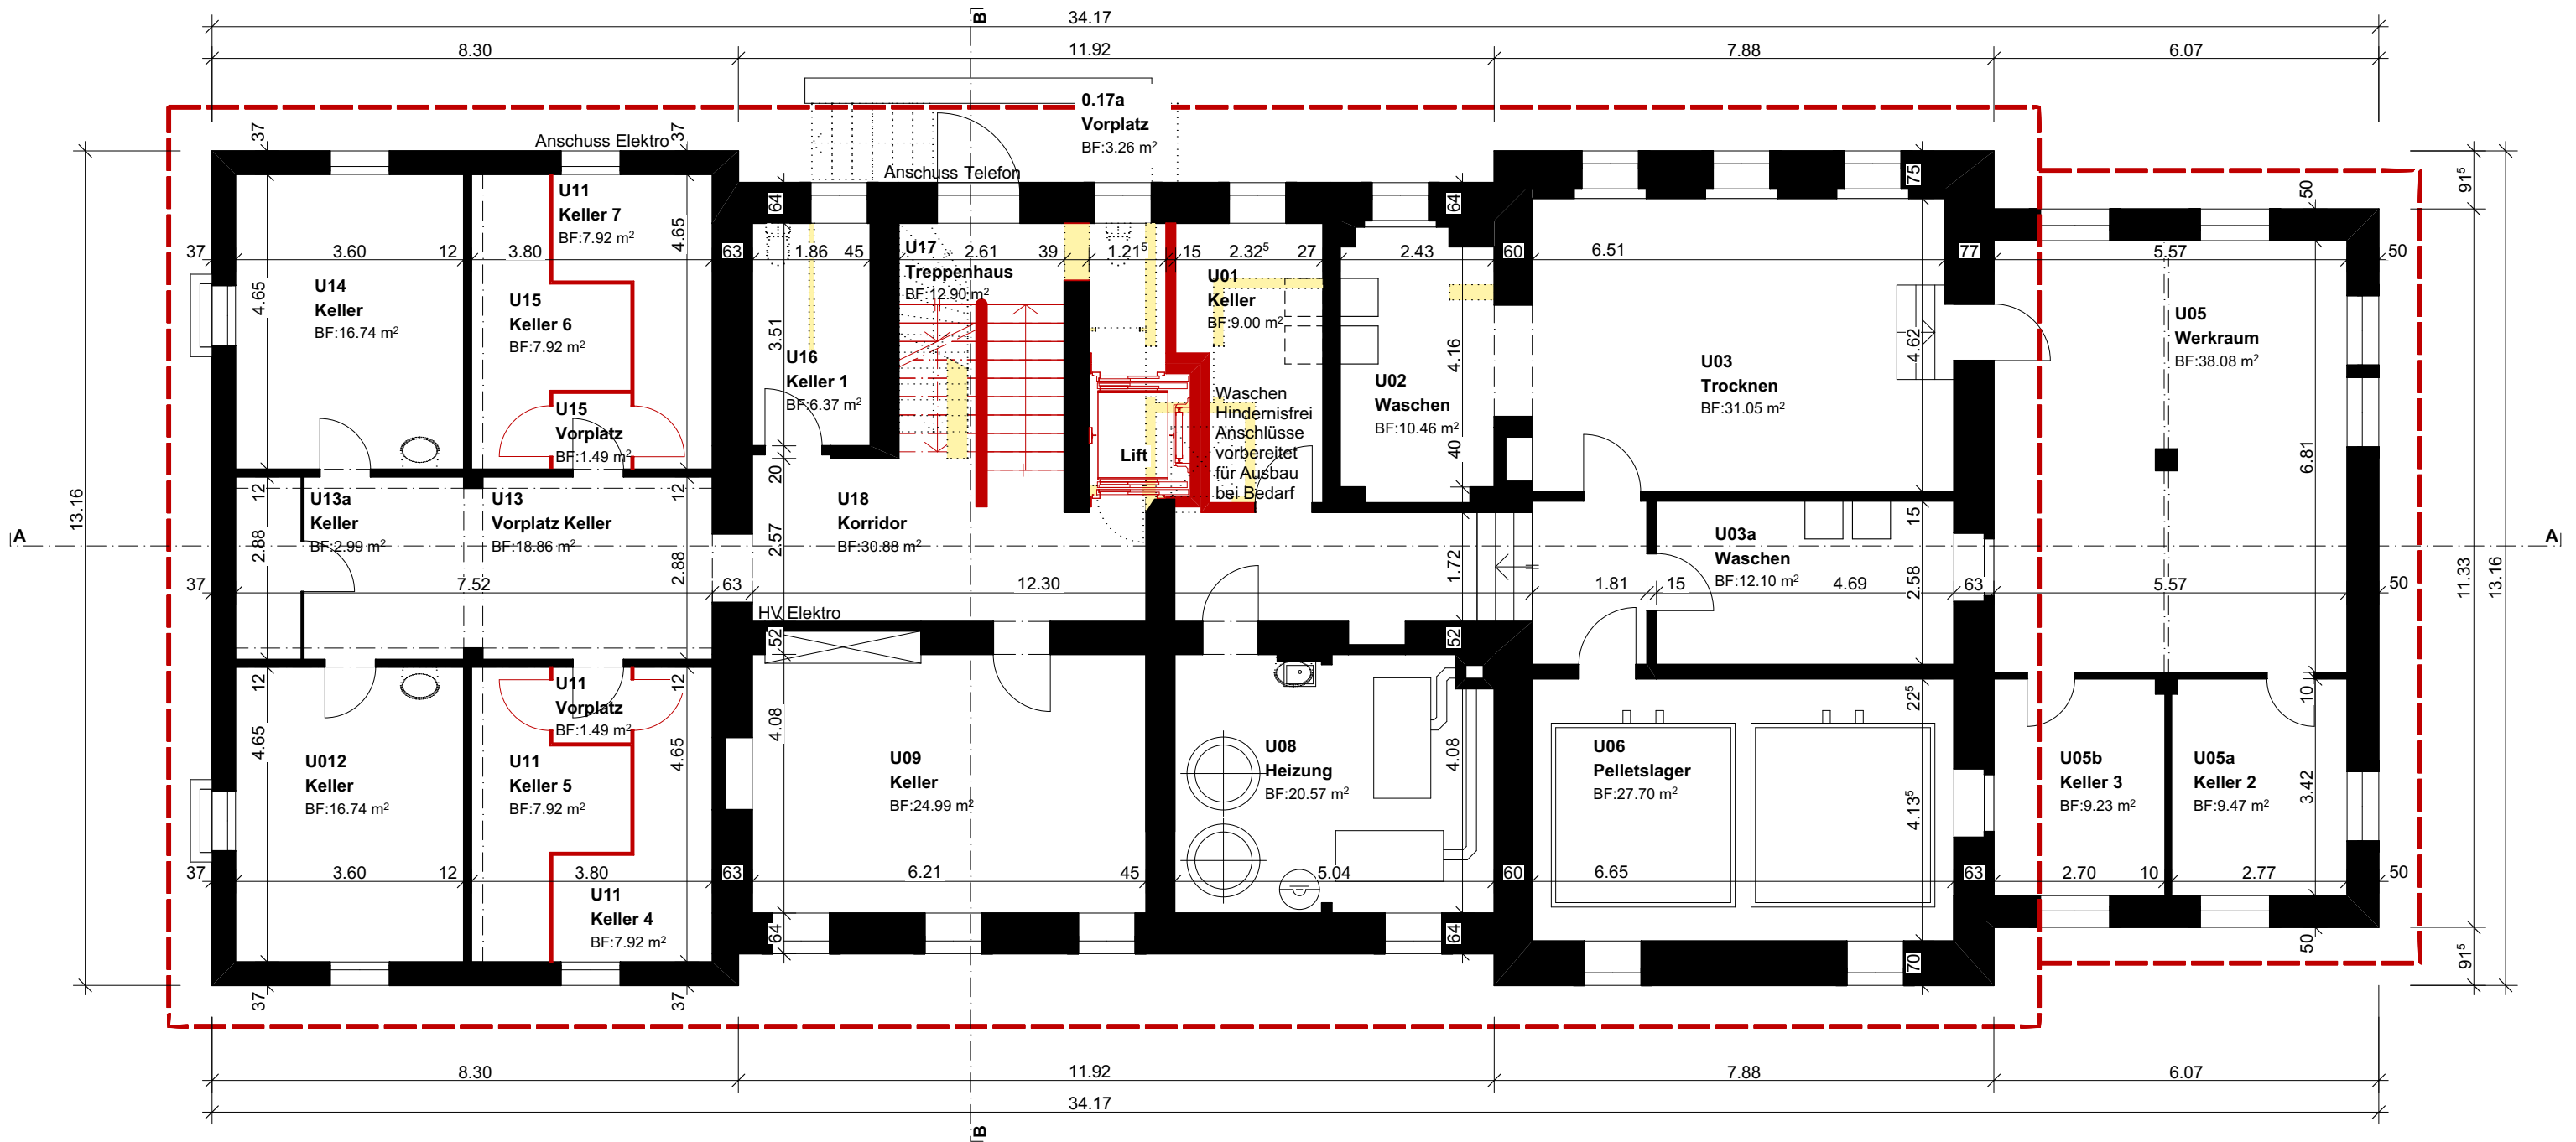 B
34.17
8.30
11.92
7.88
6.07
0.17a
Vorplatz
BF:3.26 m²
37
Anschuss Elektro
37
Anschuss Telefon
64
64
75
50
91⁵
U11
Keller 7
BF:7.92 m²
4.65
4.65
37
3.60
12
3.80
63
1.86
45
U17
2.61
39
Treppenhaus
BF:12.90 m²
1.21⁵
15
2.32⁵
27
2.43
60
6.51
77
5.57
50
U14
Keller
BF:16.74 m²
U15
Keller 6
BF:7.92 m²
U01
Keller
BF:9.00 m²
3.51
4.16
4.62
U05
Werkraum
BF:38.08 m²
U16
Keller 1
BF:6.37 m²
U02
Waschen
BF:10.46 m²
U03
Trocknen
BF:31.05 m²
U15
Vorplatz
BF:1.49 m²
Waschen
Hindernisfrei
Anschlüsse
vorbereitet
für Ausbau
bei Bedarf
Lift
20
40
6.81
13.16
12
12
U13a
Keller
BF:2.99 m²
U13
Vorplatz Keller
BF:18.86 m²
U18
Korridor
BF:30.88 m²
15
U03a
Waschen
BF:12.10 m²
A
A
2.88
2.88
2.57
1.72
2.58
11.33
13.16
37
7.52
63
12.30
1.81
15
4.69
63
5.57
50
HV Elektro
52
52
12
12
U11
Vorplatz
BF:1.49 m²
22⁵
10
4.65
4.65
4.08
4.08
4.13⁵
3.42
U012
Keller
BF:16.74 m²
U11
Keller 5
BF:7.92 m²
U09
Keller
BF:24.99 m²
U08
Heizung
BF:20.57 m²
U06
Pelletslager
BF:27.70 m²
U05b
Keller 3
BF:9.23 m²
U05a
Keller 2
BF:9.47 m²
37
3.60
12
3.80
63
6.21
45
5.04
60
6.65
63
2.70
10
2.77
50
U11
Keller 4
BF:7.92 m²
64
64
70
50
91⁵
37
37
8.30
11.92
7.88
6.07
34.17
B